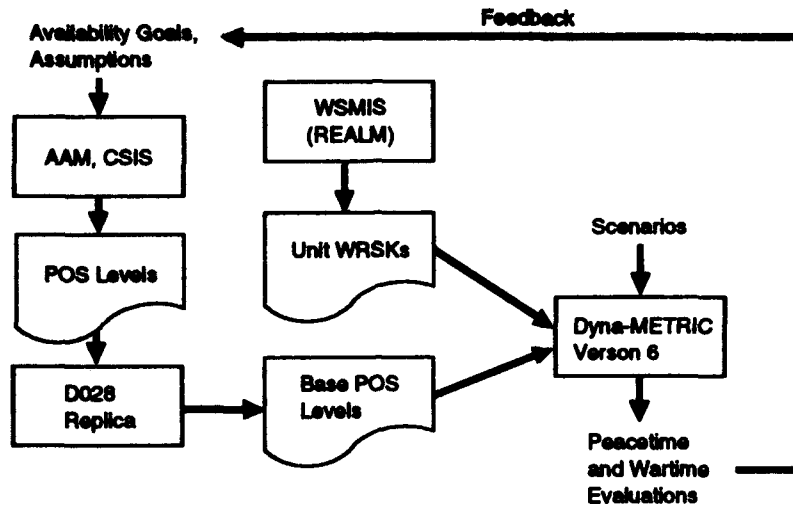 Feedback
Availability Goals,
Assumptions
WSMIS
(REALM)
AAM, CSIS
Scenarios
Unit WRSKs
POS Levels
Dyna-METRIC
Verson 6
D028
Replica
Base POS
Levels
Peacetime
and Wartime
Evaluations